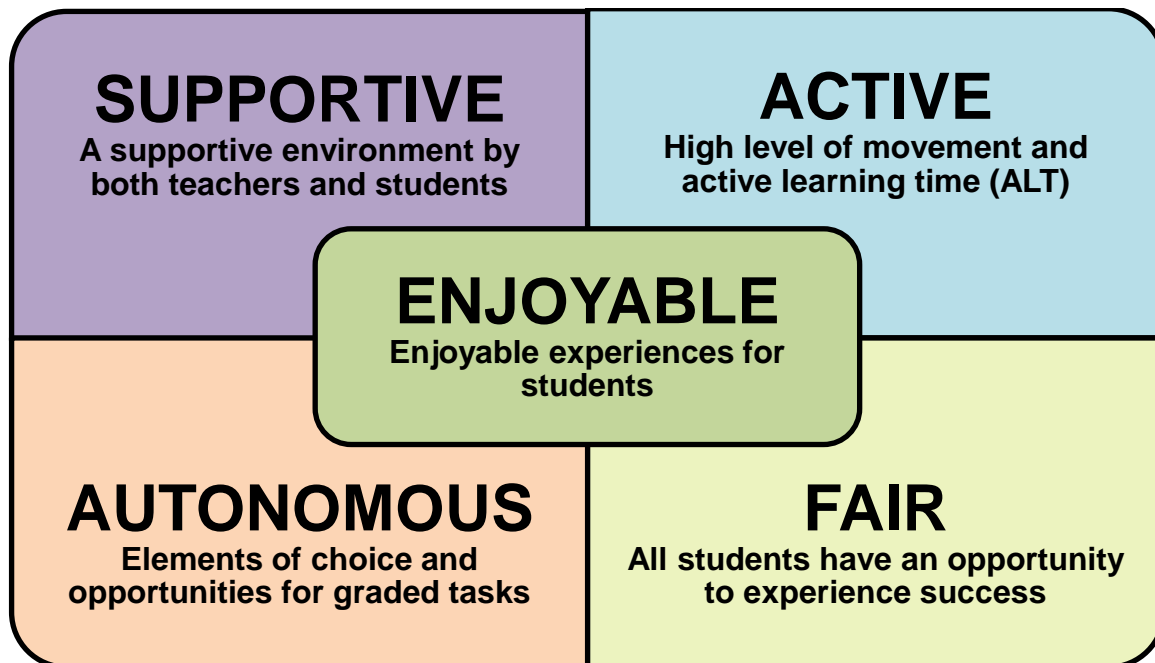 SUPPORTIVE
A supportive environment by
both teachers and students
ACTIVE
High level of movement and
active learning time (ALT)
ENJOYABLE
Enjoyable experiences for
students
AUTONOMOUS
Elements of choice and
opportunities for graded tasks
FAIR
All students have an opportunity
to experience success